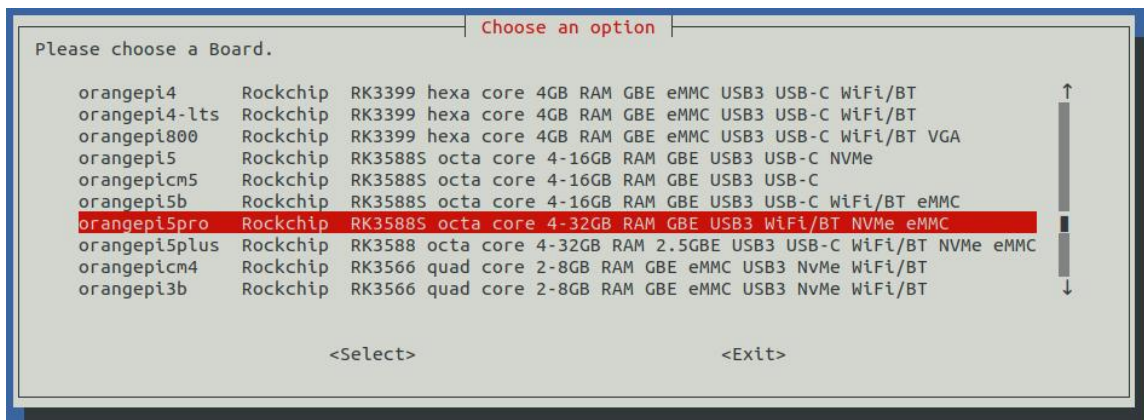 Choose an option
Please choose a Board.
orangepi4 Rockchip RK3399 hexa core 4GB RAM GBE eMMC USB3 USB-C WiFi/BT
orangepi4-lts Rockchip RK3399 hexa core 4GB RAM GBE eMMC USB3 USB-C WiFi/BT
orangepi800 Rockchip RK3399 hexa core 4GB RAM GBE eMMC USB3 USB-C WiFi/BT VGA
orangepi5 Rockchip RK3588S octa core 4-16GB RAM GBE USB3 USB-C NVMe
orangepicm5 Rockchip RK3588S octa core 4-16GB RAM GBE USB3 USB-C
orangepi5b Rockchip RK3588S octa core 4-16GB RAM GBE USB3 USB-C WiFi/BT eMMC
orangepi5pro Rockchip RK3588S octa core 4-32GB RAM GBE USB3 WiFi/BT NVMe eMMC
orangepi5plus Rockchip RK3588 octa core 4-32GB RAM 2.5GBE USB3 USB-C WiFi/BT NVMe eMMC
orangepicm4 Rockchip RK3566 quad core 2-8GB RAM GBE eMMC USB3 NvMe WiFi/BT
orangepi3b Rockchip RK3566 quad core 2-8GB RAM GBE eMMC USB3 NvMe WiFi/BT
<Select> <Exit>